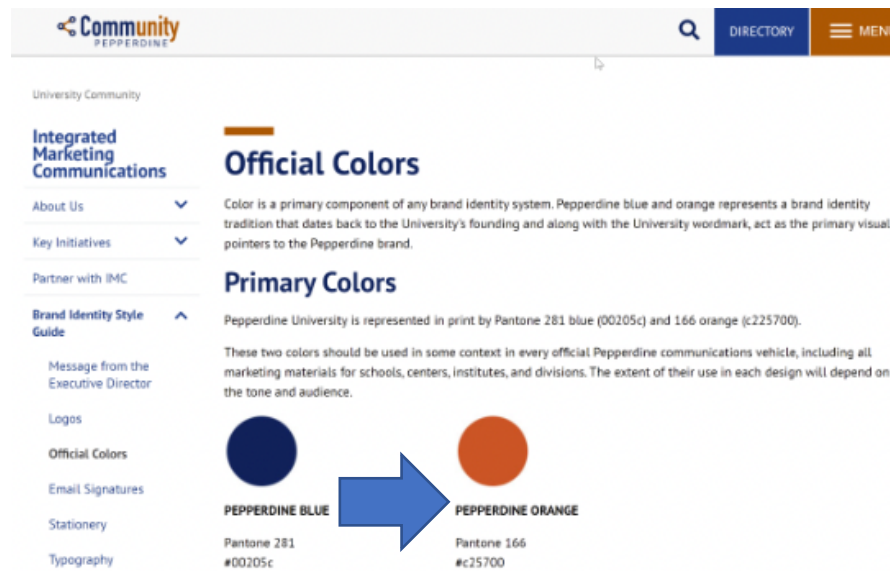 Community
PEPPERDINE
DIRECTORY
MENU
University Community
Integrated
Marketing
Communications
About Us
Key Initiatives
Partner with IMC
Brand Identity Style
Guide
Message from the
Executive Director
Logos
Official Colors
Email Signatures
Stationery
Typography
Official Colors
Color is a primary component of any brand identity system. Pepperdine blue and orange represents a brand identity
tradition that dates back to the University's founding and along with the University wordmark, act as the primary visual
pointers to the Pepperdine brand.
Primary Colors
Pepperdine University is represented in print by Pantone 281 blue (00205c) and 166 orange (c225700).
These two colors should be used in some context in every official Pepperdine communications vehicle, including all
marketing materials for schools, centers, institutes, and divisions. The extent of their use in each design will depend on
the tone and audience.
PEPPERDINE BLUE
Pantone 281
#00205c
PEPPERDINE ORANGE
Pantone 166
#c25700